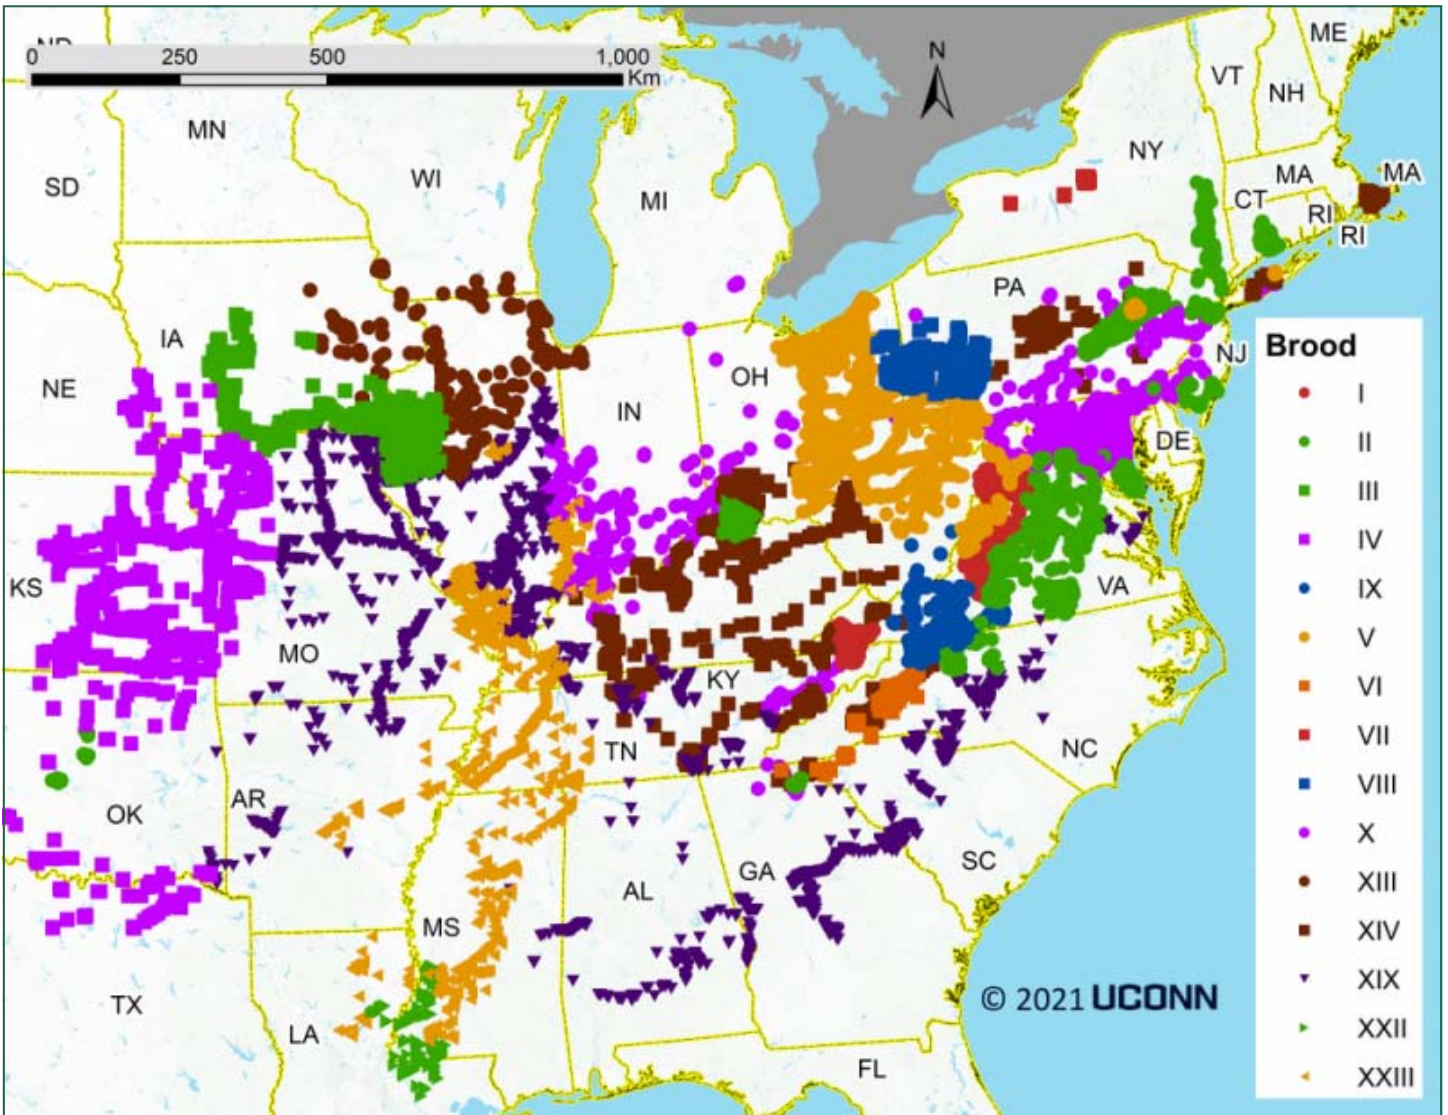 ND
0 250 500 1,000
Km
N
ME
VT
NH
MN
NY
WI
SD
MI
MA
MA
CT
RI
RI
PA
IA
NJ
OH
NE
IN
DE
KS
VA
MO
KY
TN
NC
AR
OK
SC
GA
AL
MS
TX
LA
FL
© 2021 UCONN
Brood
I
II
III
IV
IX
V
VI
VII
VIII
X
XIII
XIV
XIX
XXII
XXIII